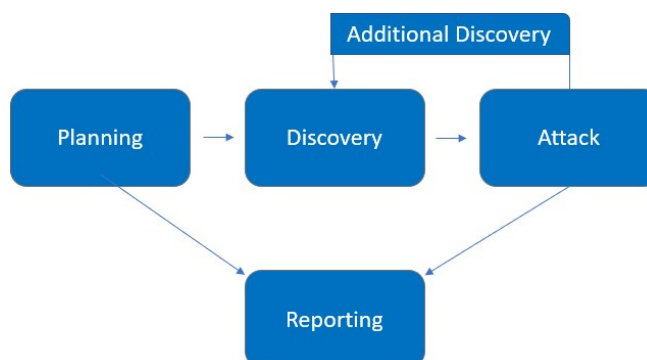 Additional Discovery
Planning
Discovery
Attack
Reporting